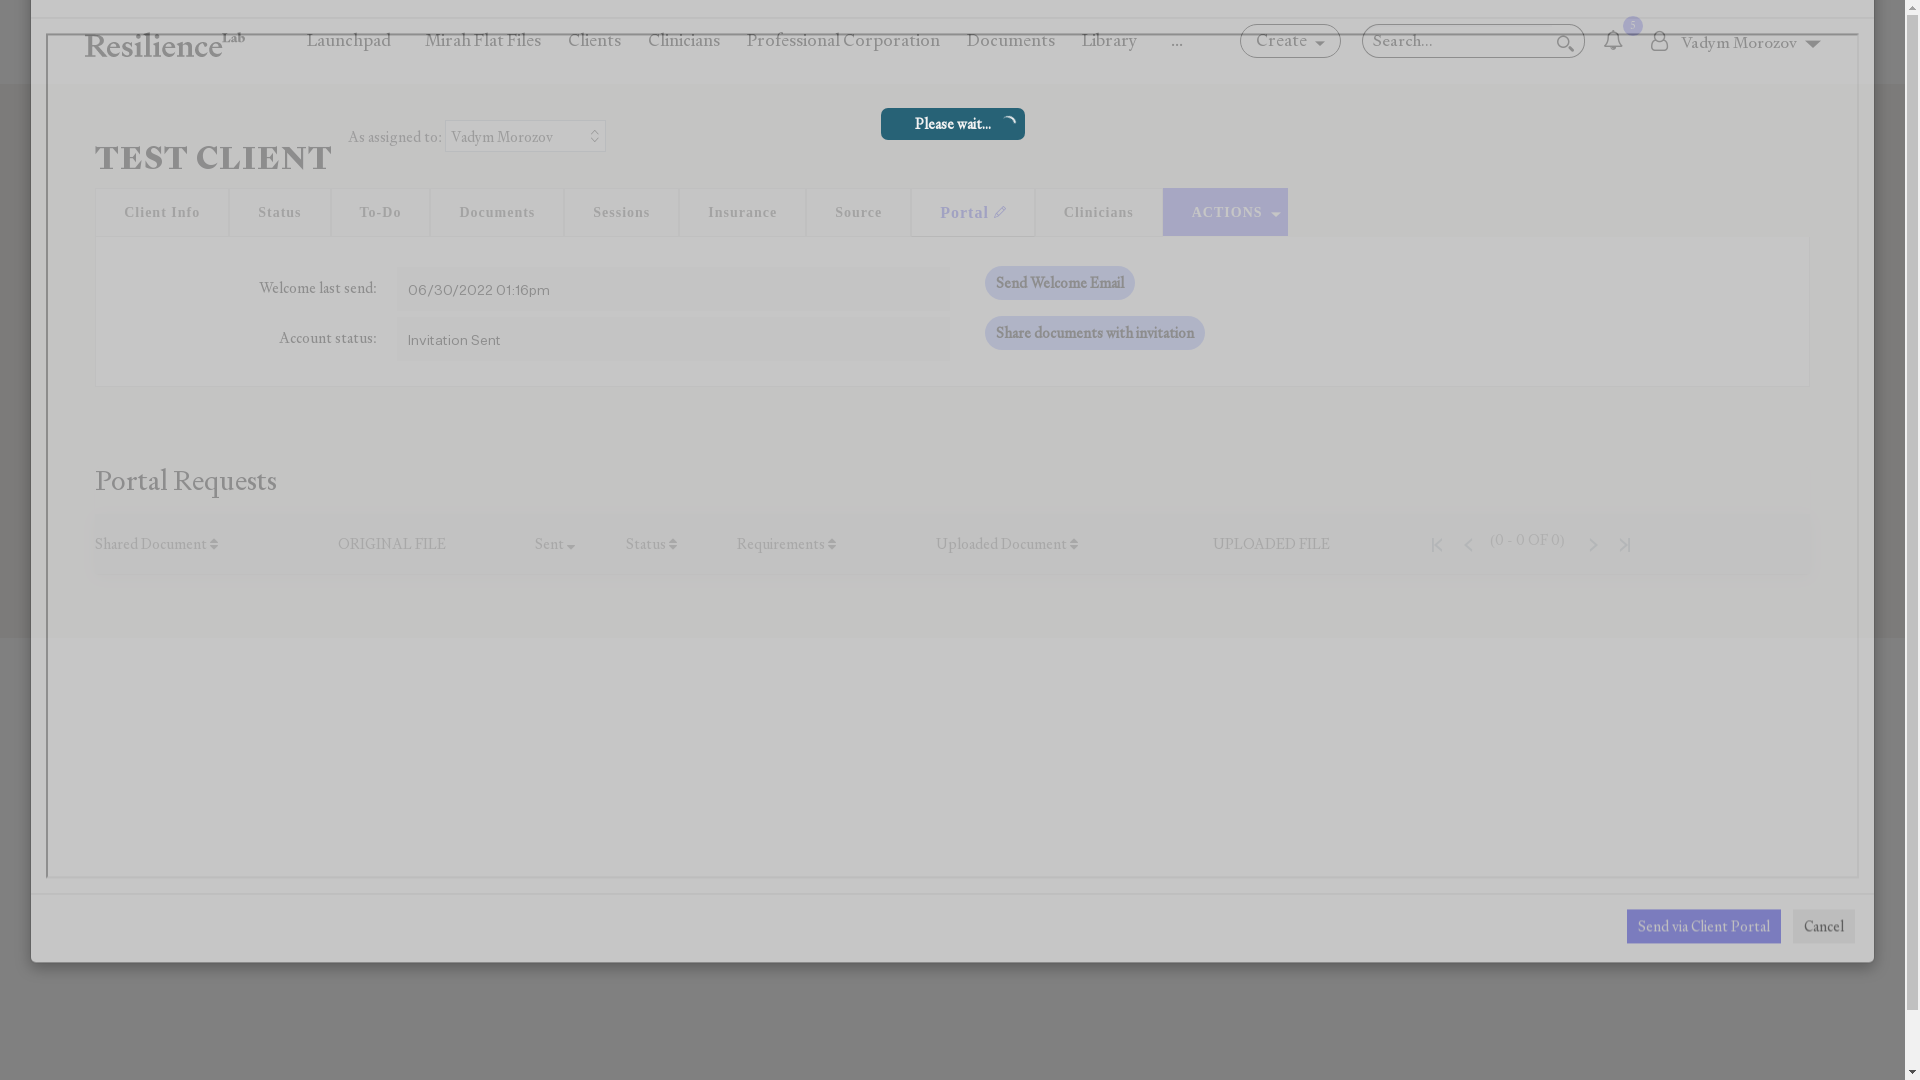 ResilienceLab Launchpad Mirah Flat Files Clients Clinicians Professional Corporation Documents Library ... Create Search... 5 Vadym Morozov
Please wait...
TEST CLIENT As assigned to: Vadym Morozov
Client Info Status To-Do Documents Sessions Insurance Source Portal Clinicians ACTIONS
Welcome last send: 06/30/2022 01:16pm Send Welcome Email
Account status: Invitation Sent Share documents with invitation
Portal Requests
Shared Document ORIGINAL FILE Sent Status Requirements Uploaded Document UPLOADED FILE (0 - 0 OF 0)
Send via Client Portal Cancel